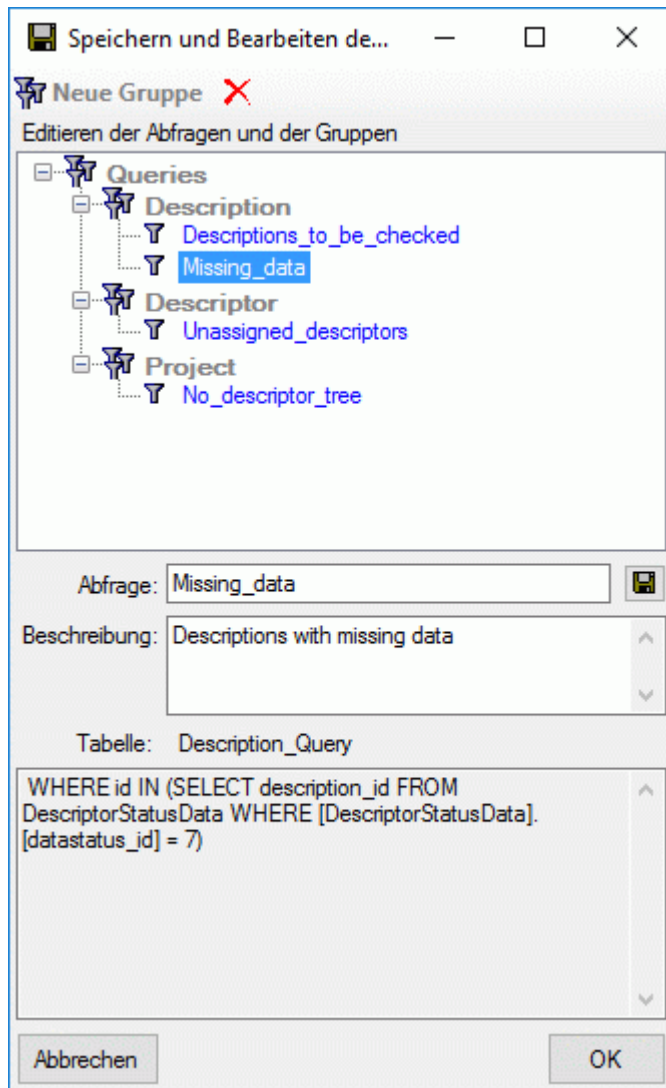 Speichern und Bearbeiten de...
Neue Gruppe
Editieren der Abfragen und der Gruppen
Queries
Description
Descriptions_to_be_checked
Missing_data
Descriptor
Unassigned_descriptors
Project
No_descriptor_tree
Abfrage: Missing_data
Beschreibung: Descriptions with missing data
Tabelle: Description_Query
WHERE id IN (SELECT description_id FROM
DescriptorStatusData WHERE [DescriptorStatusData].
[datastatus_id] = 7)
Abbrechen OK